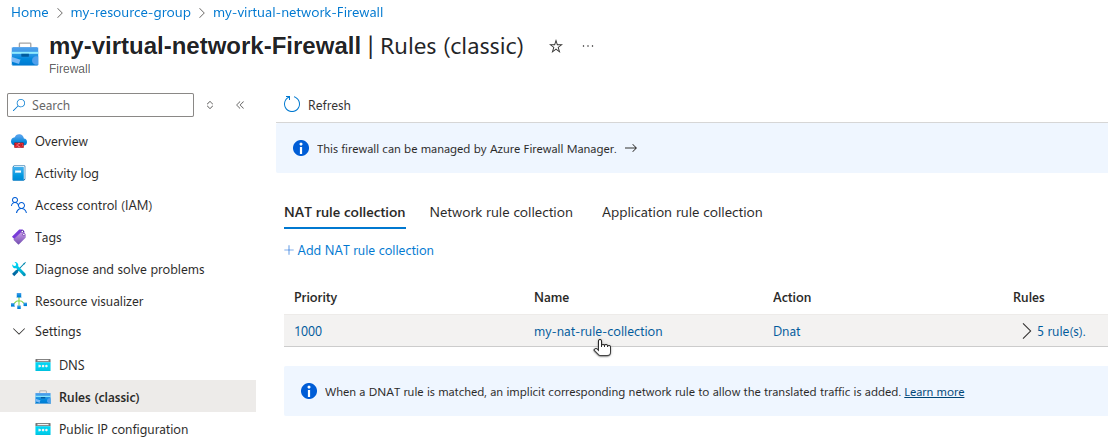 Home > my-resource-group > my-virtual-network-Firewall
my-virtual-network-Firewall | Rules (classic) ☆ ···
Firewall
Search
Overview
Activity log
Access control (IAM)
Tags
Diagnose and solve problems
Resource visualizer
Settings
DNS
Rules (classic)
Public IP configuration
Refresh
This firewall can be managed by Azure Firewall Manager. →
NAT rule collection Network rule collection Application rule collection
+ Add NAT rule collection
Priority Name Action Rules
1000 my-nat-rule-collection Dnat > 5 rule(s).
When a DNAT rule is matched, an implicit corresponding network rule to allow the translated traffic is added. Learn more